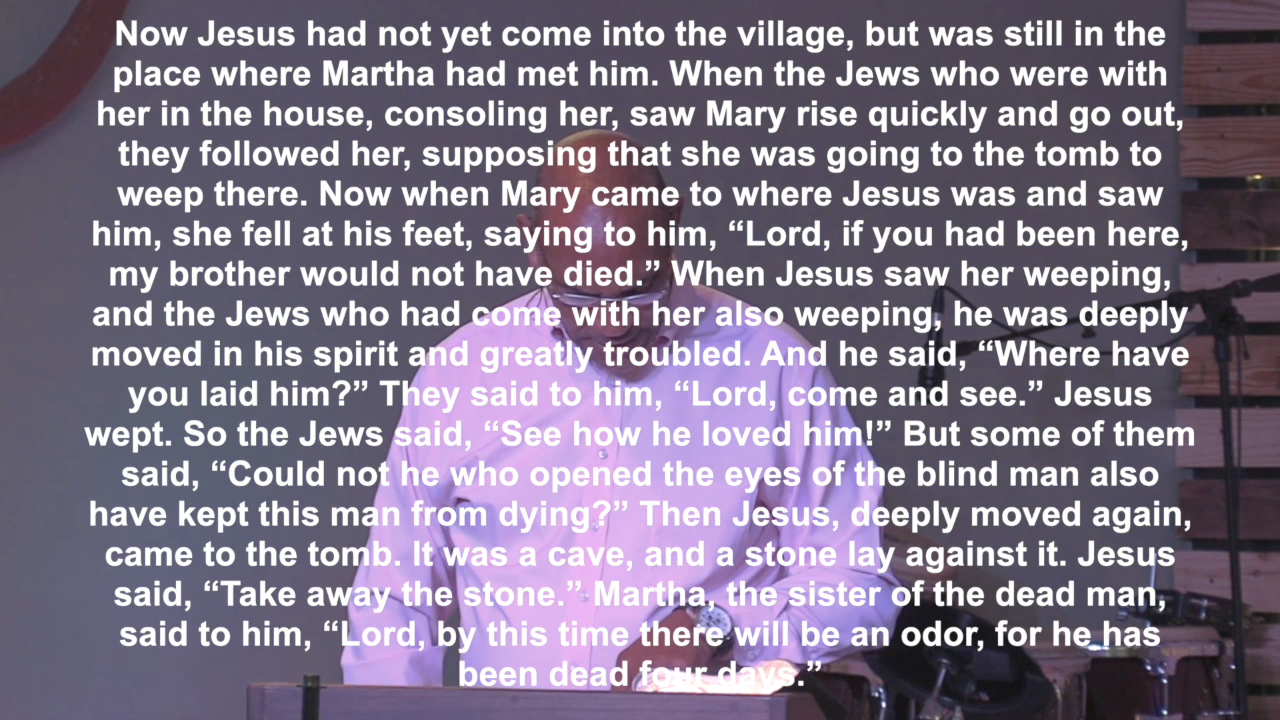 Now Jesus had not yet come into the village, but was still in the
place where Martha had met him. When the Jews who were with
her in the house, consoling her, saw Mary rise quickly and go out,
they followed her, supposing that she was going to the tomb to
weep there. Now when Mary came to where Jesus was and saw
him, she fell at his feet, saying to him, “Lord, if you had been here,
my brother would not have died.” When Jesus saw her weeping,
and the Jews who had come with her also weeping, he was deeply
moved in his spirit and greatly troubled. And he said, “Where have
you laid him?” They said to him, “Lord, come and see.” Jesus
wept. So the Jews said, “See how he loved him!” But some of them
said, “Could not he who opened the eyes of the blind man also
have kept this man from dying?” Then Jesus, deeply moved again,
came to the tomb. It was a cave, and a stone lay against it. Jesus
said, “Take away the stone.” Martha, the sister of the dead man,
said to him, “Lord, by this time there will be an odor, for he has
been dead four days.”